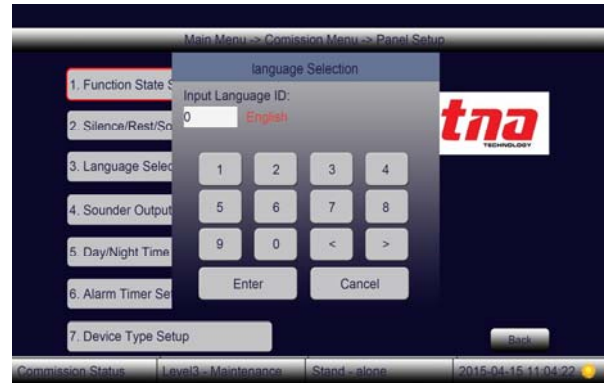 Main Menu -> Comission Menu -> Panel Setup
language Selection
1. Function State S
Input Language ID:
0 English
2. Silence/Rest/So
tna
TECHNOLOGY
3. Language Selec
1 2 3 4
4. Sounder Output
5 6 7 8
5. Day/Night Time
9 0 < >
6. Alarm Timer Set
Enter Cancel
7. Device Type Setup
Back
Commission Status Level3 - Maintenance Stand - alone 2015-04-15 11:04:22